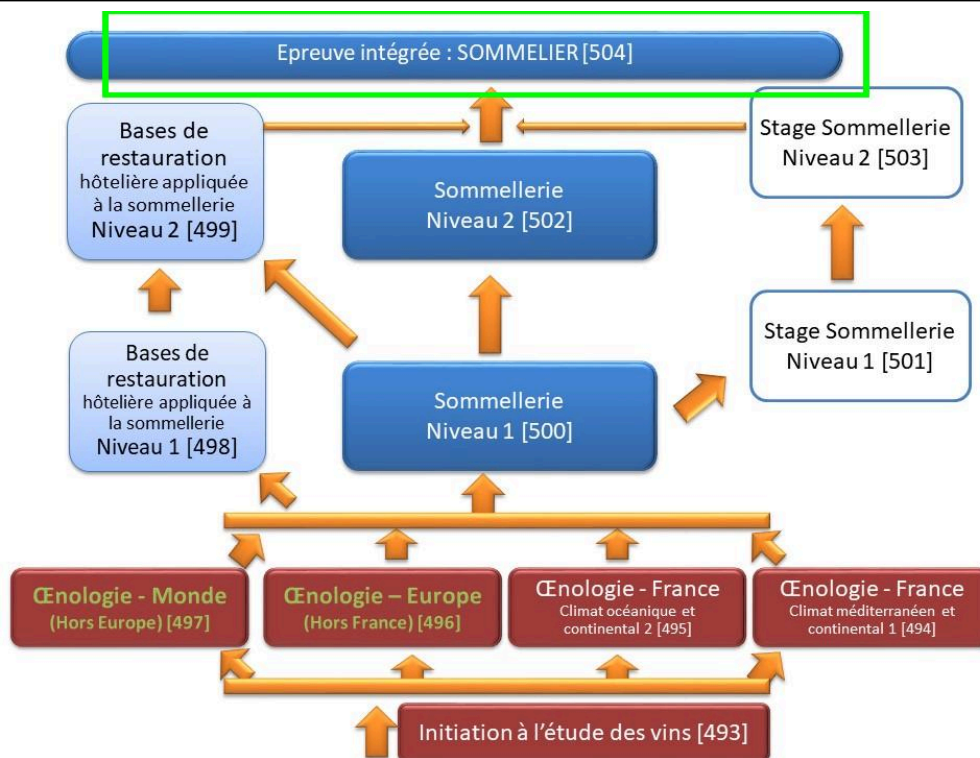 Epreuve intégrée : SOMMELIER [504]
Bases de
restauration
hôtelière appliquée
à la sommellerie
Niveau 2 [499]
Sommellerie
Niveau 2 [502]
Stage Sommellerie
Niveau 2 [503]
Bases de
restauration
hôtelière appliquée à
la sommellerie
Niveau 1 [498]
Sommellerie
Niveau 1 [500]
Stage Sommellerie
Niveau 1 [501]
Œnologie - Monde
(Hors Europe) [497]
Œnologie – Europe
(Hors France) [496]
Œnologie - France
Climat océanique et
continental 2 [495]
Œnologie - France
Climat méditerranéen et
continental 1 [494]
Initiation à l’étude des vins [493]